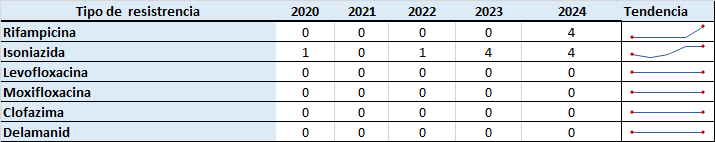 Tipo de resistrencia 2020 2021 2022 2023 2024 Tendencia
Rifampicina 0 0 0 0 4
Isoniazida 1 0 1 4 4
Levofloxacina 0 0 0 0 0
Moxifloxacina 0 0 0 0 0
Clofazima 0 0 0 0 0
Delamanid 0 0 0 0 0